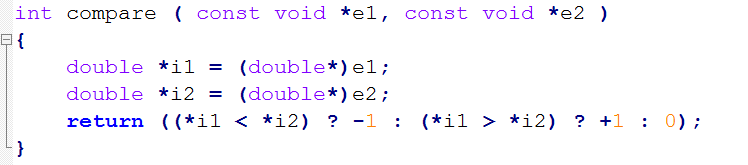 int compare ( const void *e1, const void *e2 )
{
    double *i1 = (double*)e1;
    double *i2 = (double*)e2;
    return ((*i1 < *i2) ? -1 : (*i1 > *i2) ? +1 : 0);
}